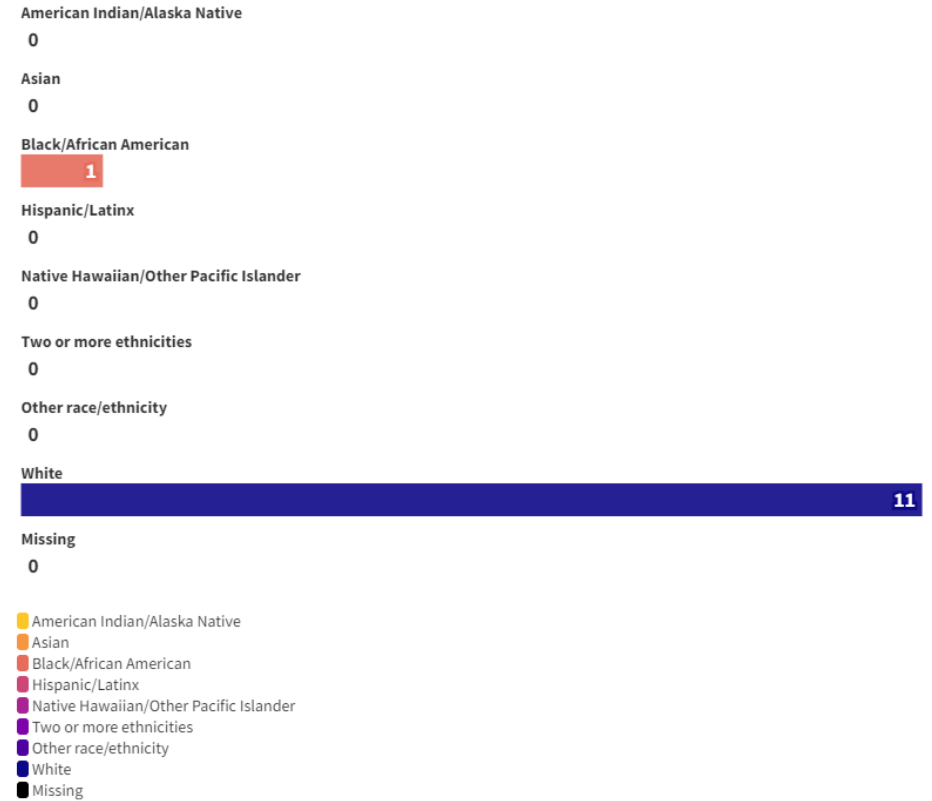 American Indian/Alaska Native
0
Asian
0
Black/African American
1
Hispanic/Latinx
0
Native Hawaiian/Other Pacific Islander
0
Two or more ethnicities
0
Other race/ethnicity
0
White
11
Missing
0
American Indian/Alaska Native
Asian
Black/African American
Hispanic/Latinx
Native Hawaiian/Other Pacific Islander
Two or more ethnicities
Other race/ethnicity
White
Missing